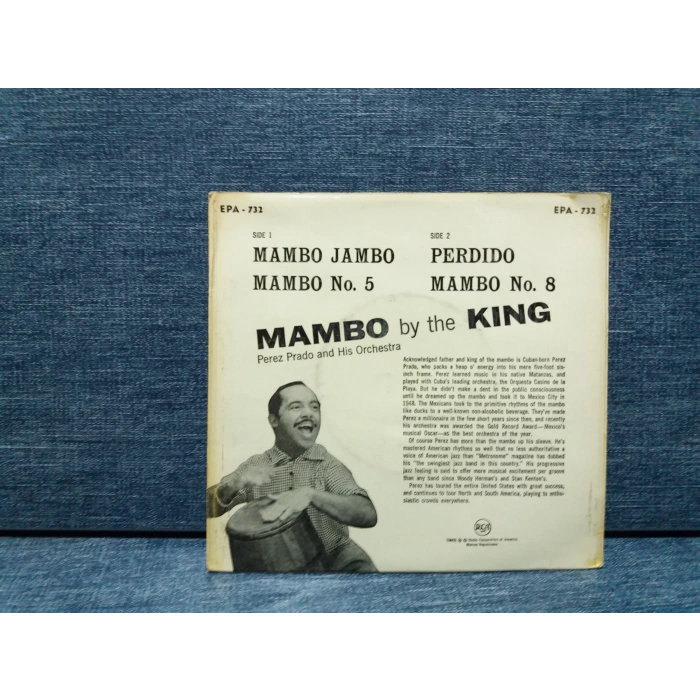 EPA - 732
EPA - 732
SIDE 1
MAMBO JAMBO
MAMBO No. 5
SIDE 2
PERDIDO
MAMBO No. 8
MAMBO by the KING
Perez Prado and His Orchestra
Acknowledged father and king of the mambo is Cuban-born Perez
Prado, who packs a heap o' energy into his mere five-foot six-
inch frame. Perez learned music in his native Matanzas, and
played with Cuba's leading orchestra, the Orquesta Casino de la
Playa. But he didn't make a dent in the public consciousness
until he dreamed up the mambo and took it to Mexico City in
1948. The Mexicans took to the primitive rhythms of the mambo
like ducks to a well-known non-alcoholic beverage. They've made
Perez a millionaire in the few short years since then, and recently
his orchestra was awarded the Gold Record Award—Mexico's
musical Oscar—as the best orchestra of the year.
Of course Perez has more than the mambo up his sleeve. He's
mastered American rhythms so well that no less authoritative a
voice of American jazz than "Metronome" magazine has dubbed
his "the swingiest jazz band in this country." His progressive
jazz feeling is said to offer more musical excitement per groove
than any band since Woody Herman's and Stan Kenton's.
Perez has toured the entire United States with great success,
and continues to tour North and South America, playing to enthu-
siastic crowds everywhere.
RCA
Radio Corporation of America